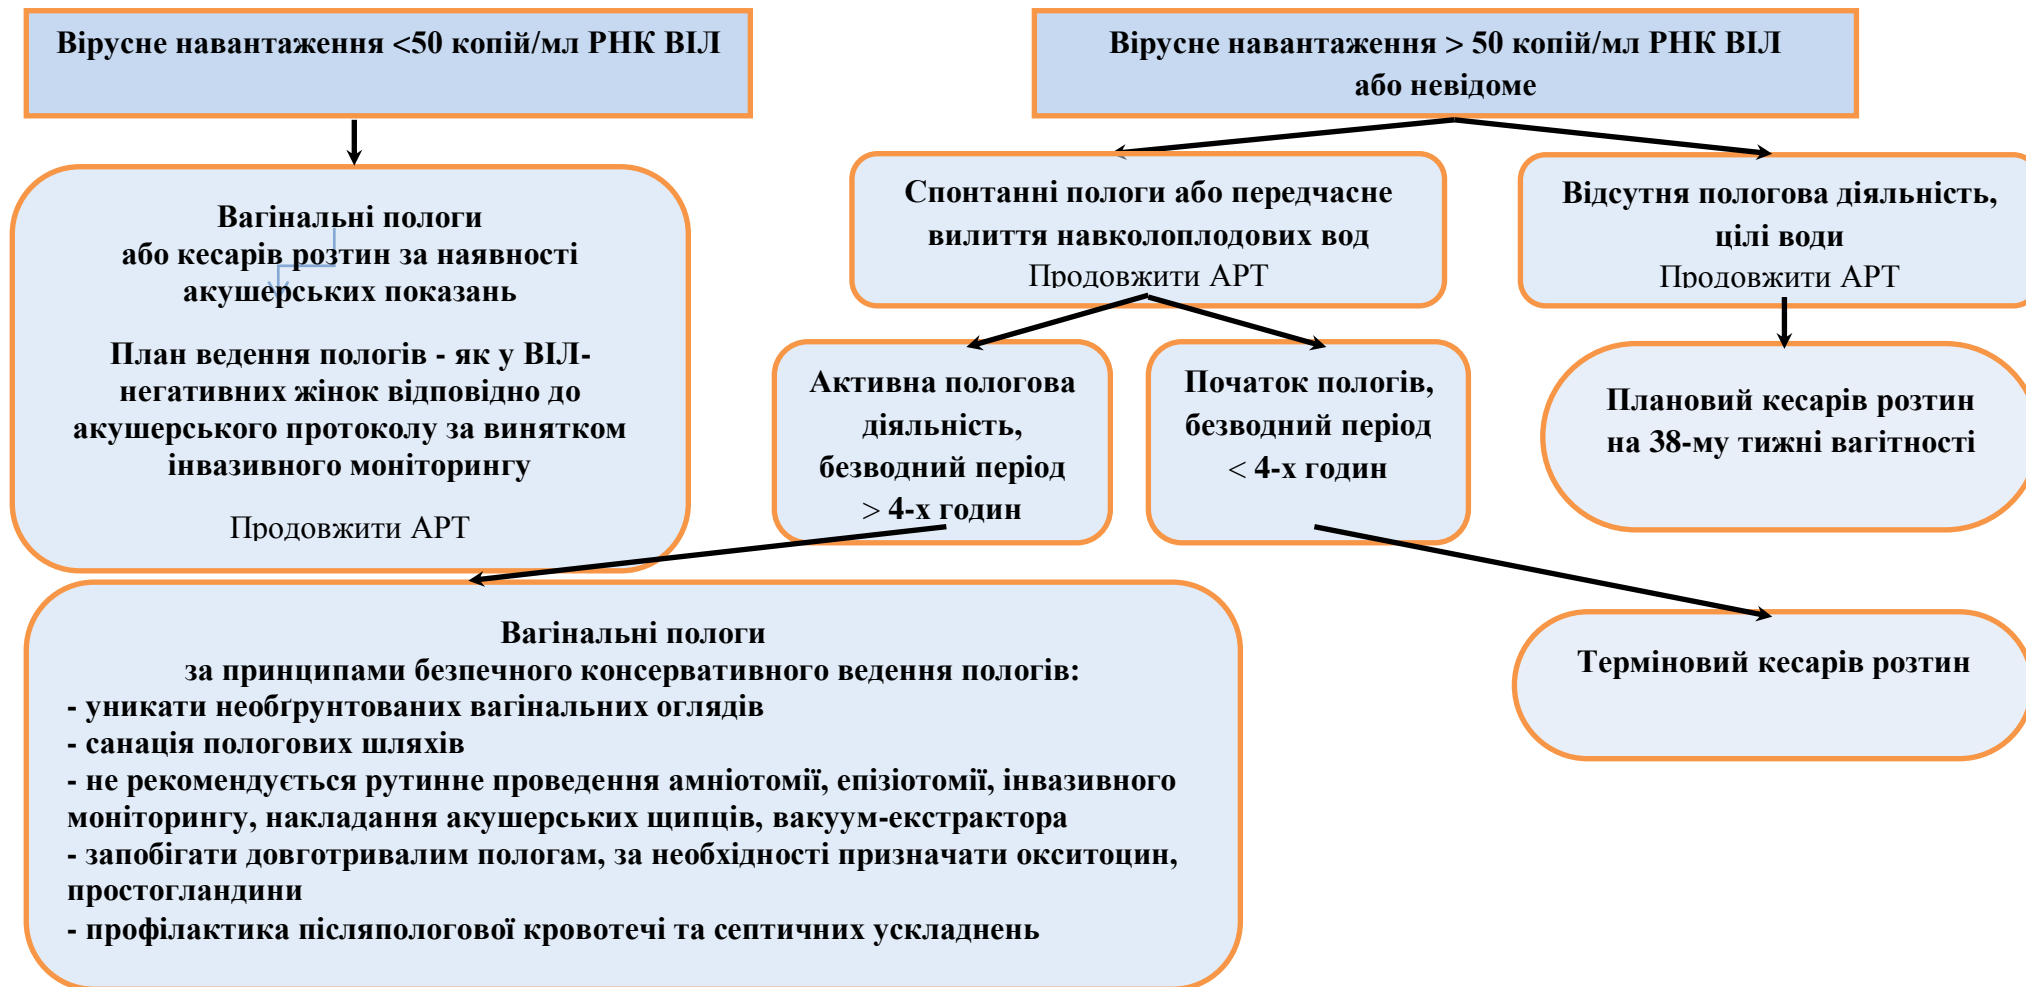 Вірусне навантаження <50 копій/мл РНК ВІЛ
Вірусне навантаження > 50 копій/мл РНК ВІЛ
або невідоме
Вагінальні пологи
або кесарів розтин за наявності
акушерських показань
План ведення пологів - як у ВІЛ-
негативних жінок відповідно до
акушерського протоколу за винятком
інвазивного моніторингу
Продовжити АРТ
Спонтанні пологи або передчасне
вилиття навколоплодових вод
Продовжити АРТ
Відсутня пологова діяльність,
цілі води
Продовжити АРТ
Активна пологова
діяльність,
безводний період
> 4-х годин
Початок пологів,
безводний період
< 4-х годин
Плановий кесарів розтин
на 38-му тижні вагітності
Вагінальні пологи
за принципами безпечного консервативного ведення пологів:
- уникати необґрунтованих вагінальних оглядів
- санація пологових шляхів
- не рекомендується рутинне проведення амніотомії, епізіотомії, інвазивного
моніторингу, накладання акушерських щипців, вакуум-екстрактора
- запобігати довготривалим пологам, за необхідності призначати окситоцин,
простогландини
- профілактика післяпологової кровотечі та септичних ускладнень
Терміновий кесарів розтин